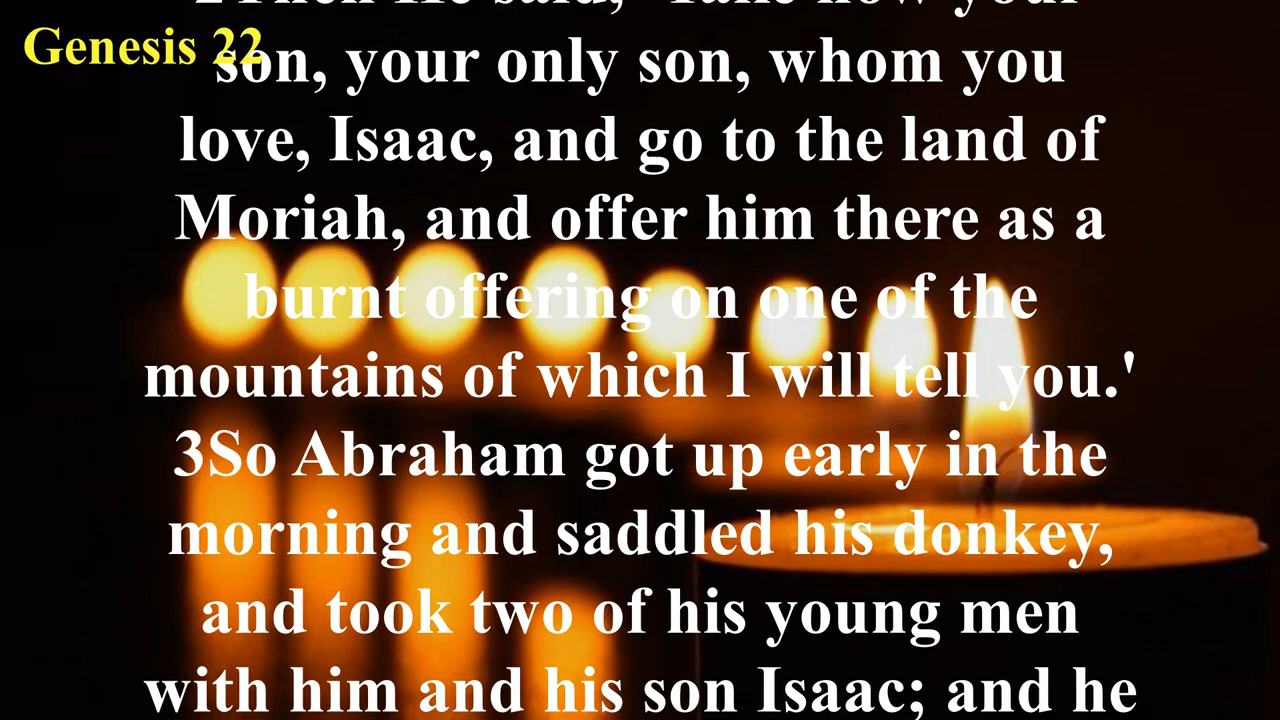 2Then He said, "Take now your
Genesis 22
son, your only son, whom you
love, Isaac, and go to the land of
Moriah, and offer him there as a
burnt offering on one of the
mountains of which I will tell you.'
3So Abraham got up early in the
morning and saddled his donkey,
and took two of his young men
with him and his son Isaac; and he